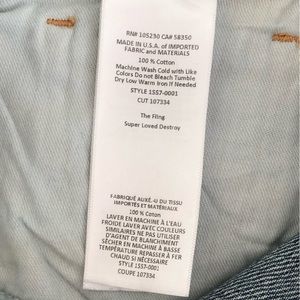 RN# 105230 CA# 58350
MADE IN U.S.A. of IMPORTED
FABRIC and MATERIALS
100 % Cotton
Machine Wash Cold with Like
Colors Do not Bleach Tumble
Dry Low Warm Iron If Needed
STYLE 1557-0001
CUT 107334
The Fling
Super Loved Destroy
FABRIQUÉ AUXÉ.-U DU TISSU
IMPORTÉS ET MATÉRIAUX
100 % Coton
LAVER EN MACHINE À L'EAU
FROIDE LAVER AVEC COULEURS
SIMILAIRES NE PAS UTILISER
D'AGENT DE BLANCHIMENT
SÉCHER EN MACHINE À BASSE
TEMPÉRATURE REPASSER À FER
CHAUD SI NÉCESSAIRE
STYLE 1557-0001
COUPE 107334